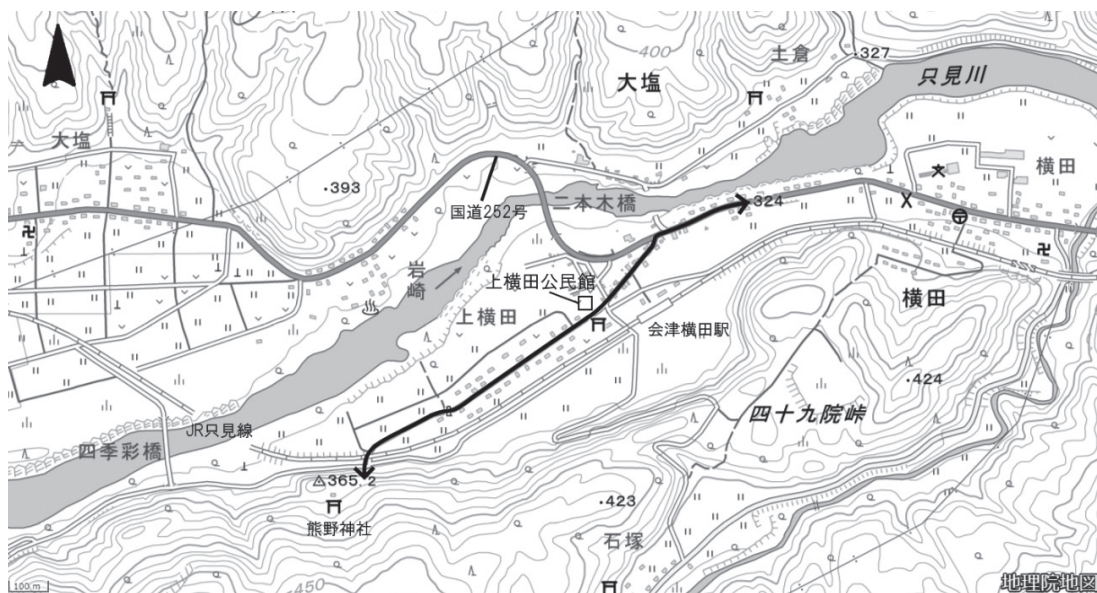 400
土倉
・327
大塩
只見川
大塩
横田
・393
国道252号
二本木橋
324
岩崎
上横田公民館
上横田
会津横田駅
横田
・424
四十九院峠
JR只見線
四季彩橋
365.2
熊野神社
・423
石塚
450
100 m
地理院地図